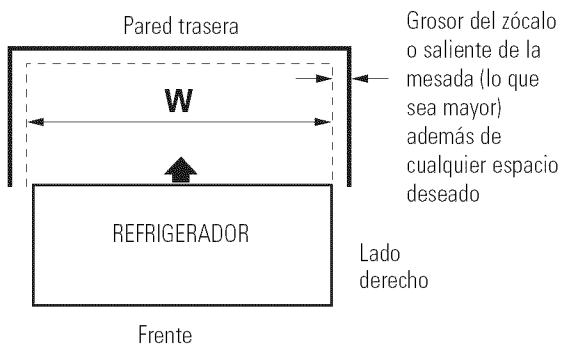 Pared trasera
Grosor del zócalo
o saliente de la
mesada (lo que
sea mayor)
además de
cualquier espacio
deseado
W
REFRIGERADOR
Lado
derecho
Frente